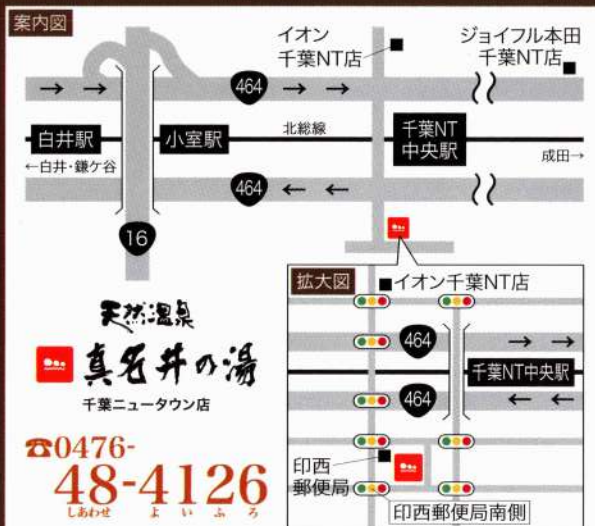 案内図
イオン
千葉NT店
ジョイフル本田
千葉NT店
→ → 464 → →
白井駅
小室駅
北総線
千葉NT
中央駅
←白井・鎌ケ谷
成田→
464 ← ←
16
天然温泉
真名井の湯
千葉ニュータウン店
☎0476-
48-4126
しあわせ よいふろ
拡大図
イオン千葉NT店
464 → →
千葉NT中央駅
464 ← ←
印西
郵便局
印西郵便局南側